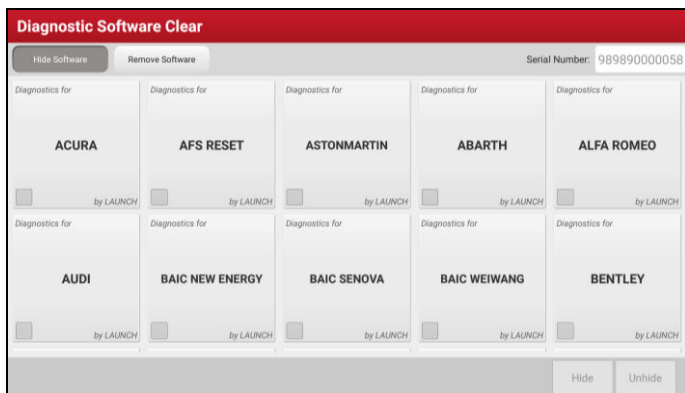 Diagnostic Software Clear
Hide Software Remove Software Serial Number: 989890000058
Diagnostics for Diagnostics for Diagnostics for Diagnostics for Diagnostics for
ACURA AFS RESET ASTONMARTIN ABARTH ALFA ROMEO
by LAUNCH by LAUNCH by LAUNCH by LAUNCH by LAUNCH
Diagnostics for Diagnostics for Diagnostics for Diagnostics for Diagnostics for
AUDI BAIC NEW ENERGY BAIC SENOVA BAIC WEIWANG BENTLEY
by LAUNCH by LAUNCH by LAUNCH by LAUNCH by LAUNCH
Hide Unhide